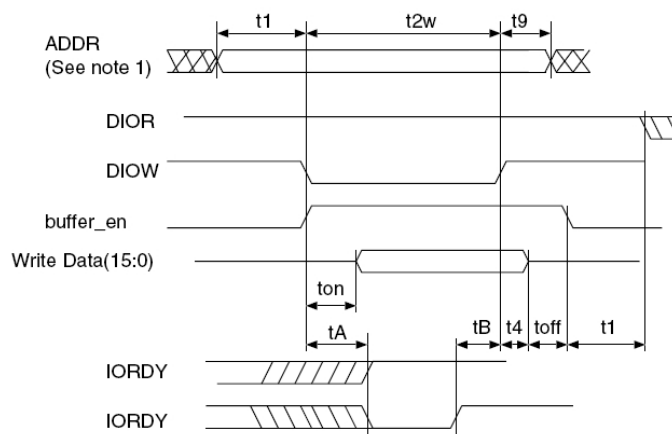 t1 t2w t9
ADDR
(See note 1)
DIOR
DIOW
buffer_en
Write Data(15:0)
ton
tA tB t4 toff t1
IORDY
IORDY